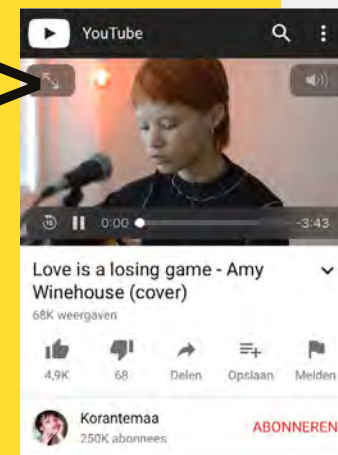 YouTube
0:00
-3:43
Love is a losing game - Amy
Winehouse (cover)
68K weergaven
4,9K
68
Delen
Opslaan
Melden
Korantemaa
250K abonnees
ABONNEREN